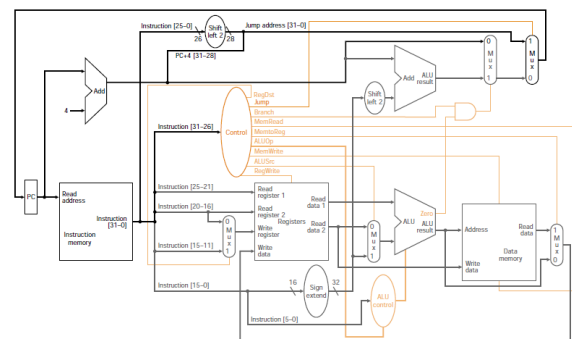 Instruction [25–0]
Shift
left 2
Jump address [31–0]
26
28
PC+4 [31–28]
Add
4
0
M
u
x
1
1
M
u
x
0
Add
ALU
result
Shift
left 2
RegDst
Jump
Branch
MemRead
MemtoReg
ALUOp
MemWrite
ALUSrc
RegWrite
Control
Instruction [31–26]
PC
Read
address
Instruction
[31–0]
Instruction
memory
Instruction [25–21]
Instruction [20–16]
Instruction [15–11]
0
M
u
x
1
Read
register 1
Read
register 2
Registers
Write
register
Write
data
Read
data 1
Read
data 2
0
M
u
x
1
Zero
ALU
ALU
result
Address
Read
data
Data
memory
Write
data
1
M
u
x
0
Instruction [15–0]
16
Sign
extend
32
Instruction [5–0]
ALU
control